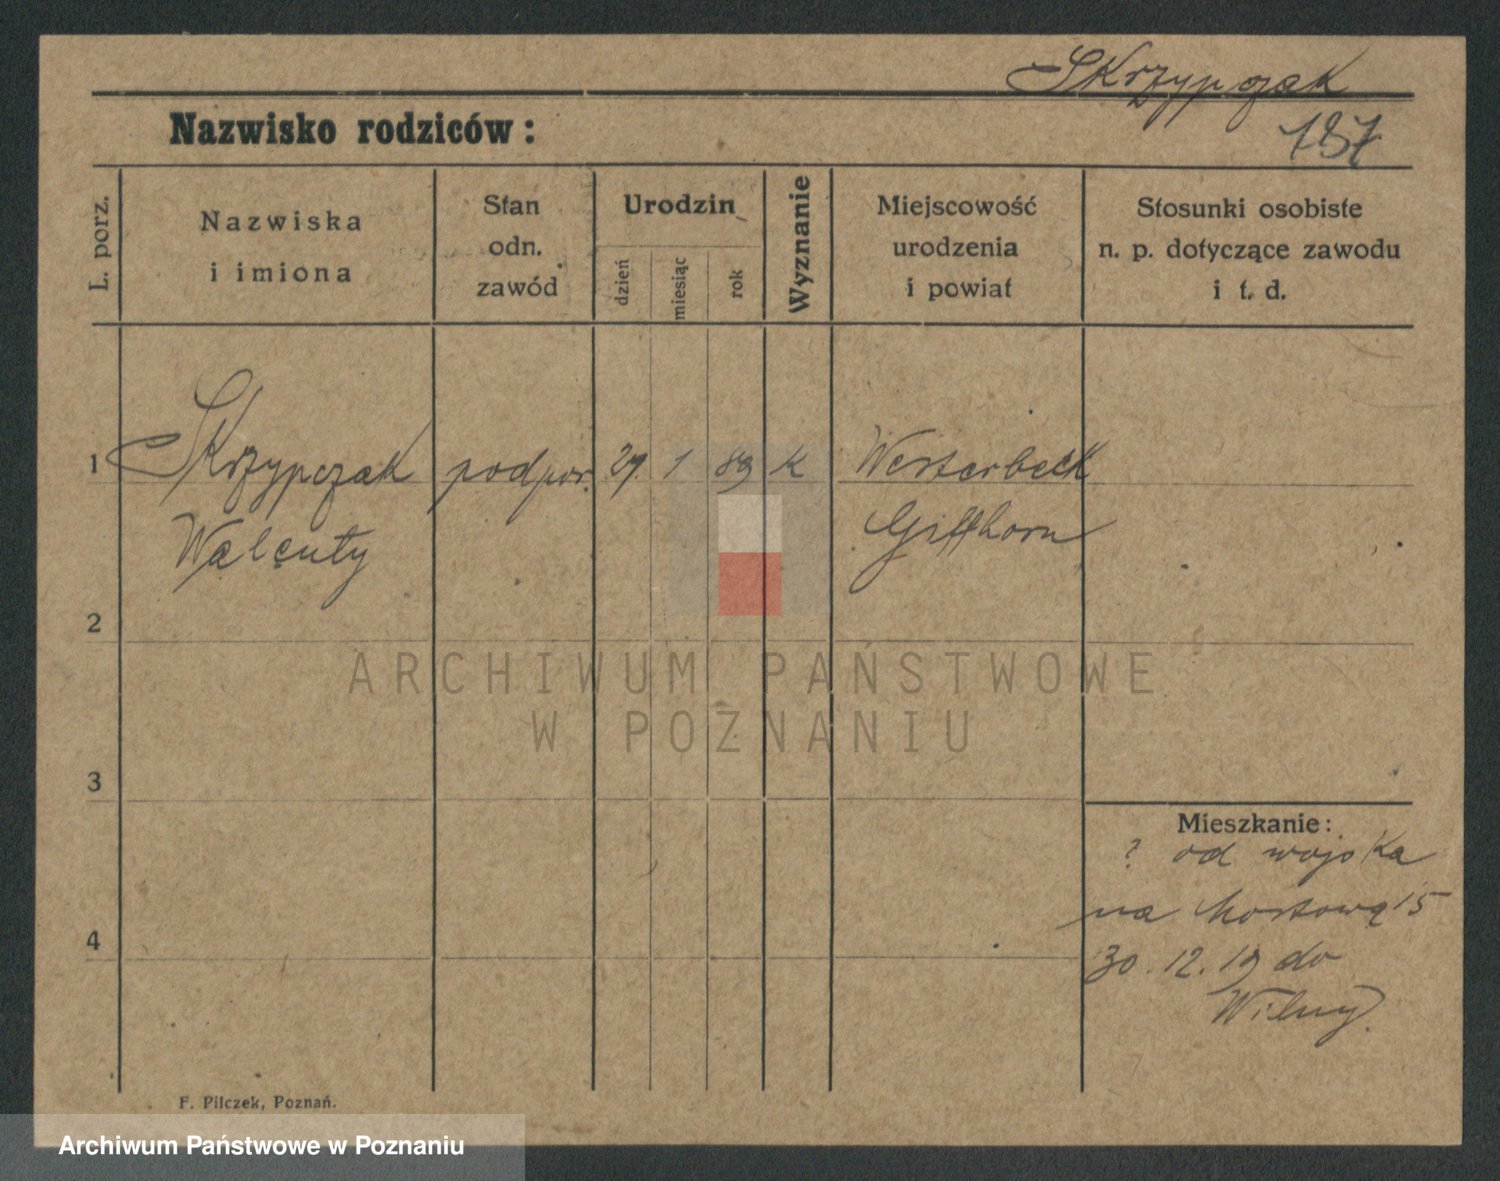 Skrzypczak
Nazwisko rodziców:
187
L. porz.
Nazwiska
i imiona
Stan
odn.
zawód
Urodzin
dzień
miesiąc
rok
Wyznanie
Miejscowość
urodzenia
i powiat
Stosunki osobiste
n. p. dotyczące zawodu
i t. d.
1 Skrzypczak podpor. 29. 1 89 K Westerbeck
Walenty Giffhorn
2
ARCHIWUM PAŃSTWOWE
W POZNANIU
3
Mieszkanie:
? od wojska
na Mostową 15
4
30.12.19 do
Wilny.
F. Pilczek, Poznań.
Archiwum Państwowe w Poznaniu